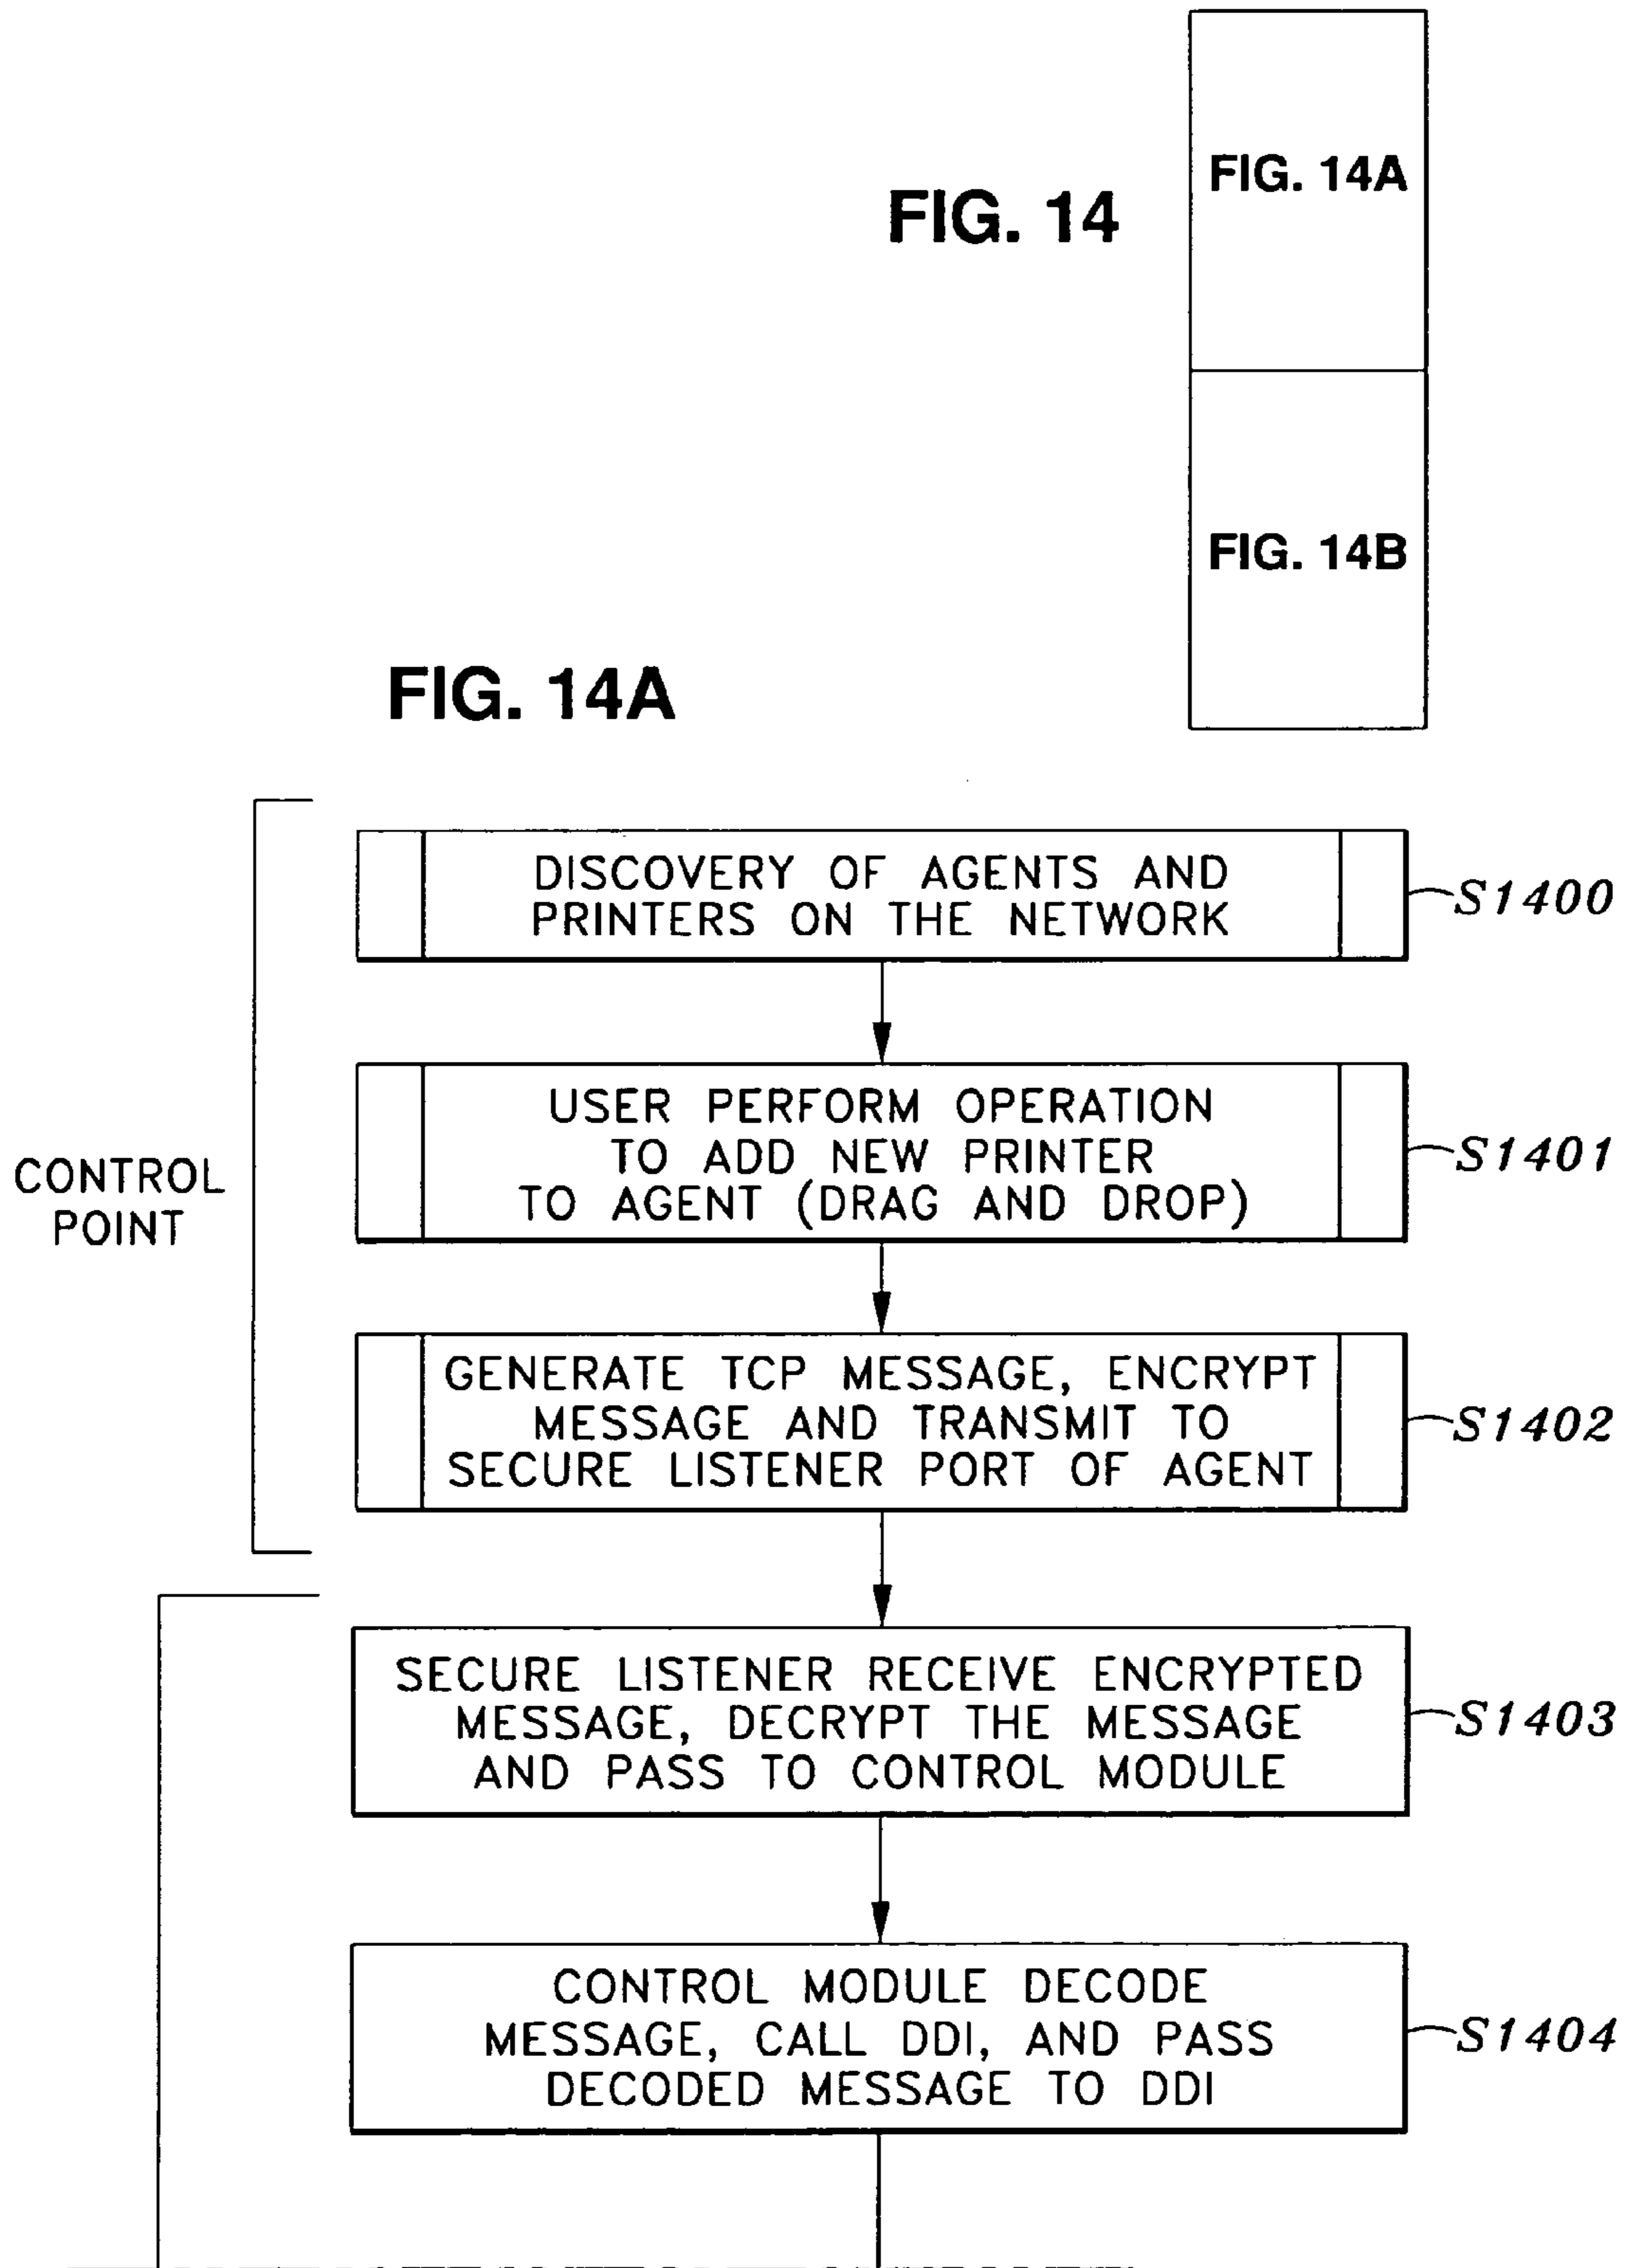 FIG. 14
FIG. 14A
FIG. 14B
FIG. 14A
CONTROL
POINT
DISCOVERY OF AGENTS AND
PRINTERS ON THE NETWORK
S1400
USER PERFORM OPERATION
TO ADD NEW PRINTER
TO AGENT (DRAG AND DROP)
S1401
GENERATE TCP MESSAGE, ENCRYPT
MESSAGE AND TRANSMIT TO
SECURE LISTENER PORT OF AGENT
S1402
SECURE LISTENER RECEIVE ENCRYPTED
MESSAGE, DECRYPT THE MESSAGE
AND PASS TO CONTROL MODULE
S1403
CONTROL MODULE DECODE
MESSAGE, CALL DDI, AND PASS
DECODED MESSAGE TO DDI
S1404